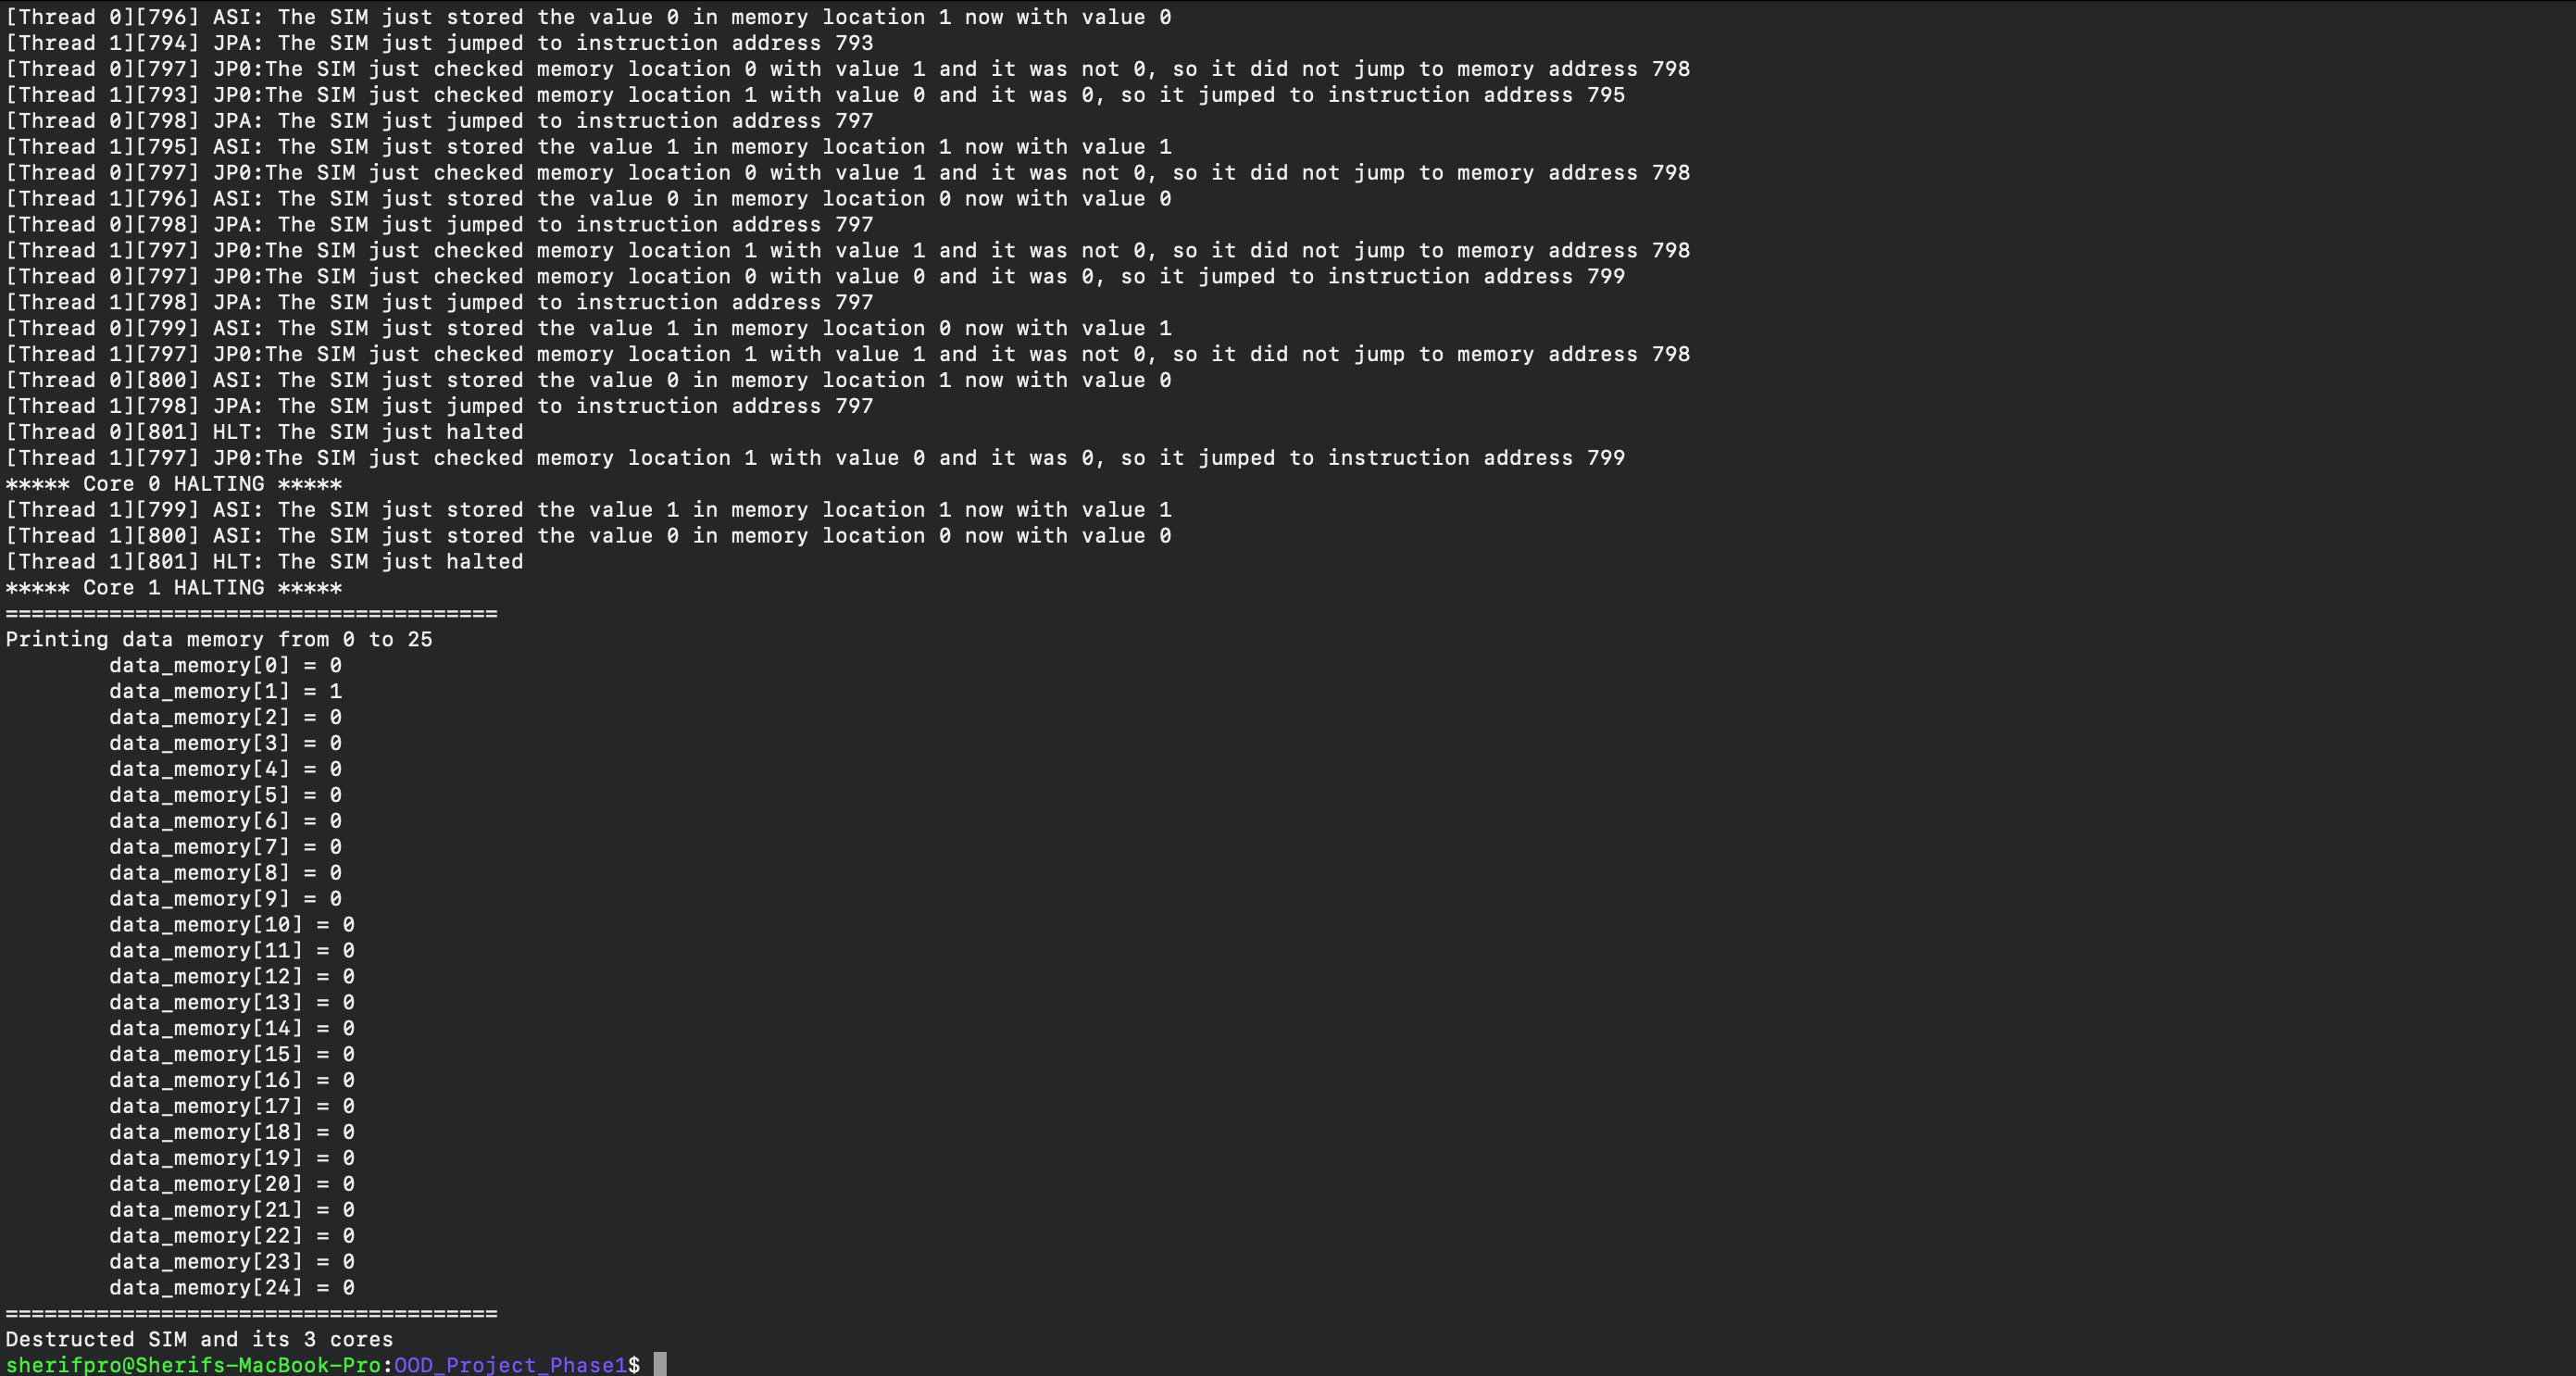 [Thread 0][796] ASI: The SIM just stored the value 0 in memory location 1 now with value 0
[Thread 1][794] JPA: The SIM just jumped to instruction address 793
[Thread 0][797] JP0:The SIM just checked memory location 0 with value 1 and it was not 0, so it did not jump to memory address 798
[Thread 1][793] JP0:The SIM just checked memory location 1 with value 0 and it was 0, so it jumped to instruction address 795
[Thread 0][798] JPA: The SIM just jumped to instruction address 797
[Thread 1][795] ASI: The SIM just stored the value 1 in memory location 1 now with value 1
[Thread 0][797] JP0:The SIM just checked memory location 0 with value 1 and it was not 0, so it did not jump to memory address 798
[Thread 1][796] ASI: The SIM just stored the value 0 in memory location 0 now with value 0
[Thread 0][798] JPA: The SIM just jumped to instruction address 797
[Thread 1][797] JP0:The SIM just checked memory location 1 with value 1 and it was not 0, so it did not jump to memory address 798
[Thread 0][797] JP0:The SIM just checked memory location 0 with value 0 and it was 0, so it jumped to instruction address 799
[Thread 1][798] JPA: The SIM just jumped to instruction address 797
[Thread 0][799] ASI: The SIM just stored the value 1 in memory location 0 now with value 1
[Thread 1][797] JP0:The SIM just checked memory location 1 with value 1 and it was not 0, so it did not jump to memory address 798
[Thread 0][800] ASI: The SIM just stored the value 0 in memory location 1 now with value 0
[Thread 1][798] JPA: The SIM just jumped to instruction address 797
[Thread 0][801] HLT: The SIM just halted
[Thread 1][797] JP0:The SIM just checked memory location 1 with value 0 and it was 0, so it jumped to instruction address 799
***** Core 0 HALTING *****
[Thread 1][799] ASI: The SIM just stored the value 1 in memory location 1 now with value 1
[Thread 1][800] ASI: The SIM just stored the value 0 in memory location 0 now with value 0
[Thread 1][801] HLT: The SIM just halted
***** Core 1 HALTING *****
======================================
Printing data memory from 0 to 25
data_memory[0] = 0
data_memory[1] = 1
data_memory[2] = 0
data_memory[3] = 0
data_memory[4] = 0
data_memory[5] = 0
data_memory[6] = 0
data_memory[7] = 0
data_memory[8] = 0
data_memory[9] = 0
data_memory[10] = 0
data_memory[11] = 0
data_memory[12] = 0
data_memory[13] = 0
data_memory[14] = 0
data_memory[15] = 0
data_memory[16] = 0
data_memory[17] = 0
data_memory[18] = 0
data_memory[19] = 0
data_memory[20] = 0
data_memory[21] = 0
data_memory[22] = 0
data_memory[23] = 0
data_memory[24] = 0
======================================
Destructed SIM and its 3 cores
sherifpro@Sherifs-MacBook-Pro:OOD_Project_Phase1$